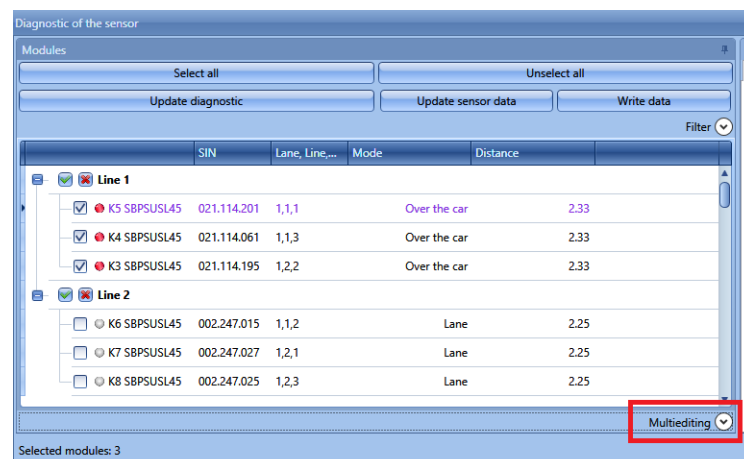 Diagnostic of the sensor
Modules
Select all Unselect all
Update diagnostic Update sensor data Write data
Filter
SIN Lane, Line,... Mode Distance
Line 1
K5 SBPSUSL45 021.114.201 1,1,1 Over the car 2.33
K4 SBPSUSL45 021.114.061 1,1,3 Over the car 2.33
K3 SBPSUSL45 021.114.195 1,2,2 Over the car 2.33
Line 2
K6 SBPSUSL45 002.247.015 1,1,2 Lane 2.25
K7 SBPSUSL45 002.247.027 1,2,1 Lane 2.25
K8 SBPSUSL45 002.247.025 1,2,3 Lane 2.25
Multiediting
Selected modules: 3